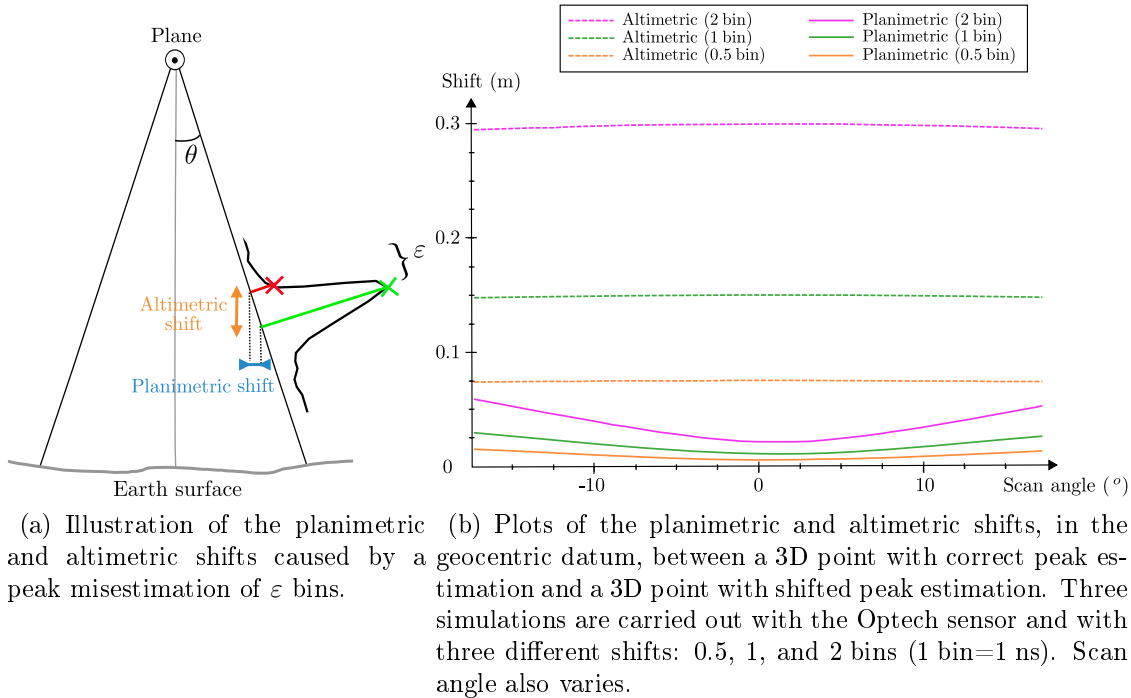 Plane
θ
ε
Altimetric
shift
Planimetric shift
Earth surface
(a) Illustration of the planimetric
and altimetric shifts caused by a
peak misestimation of ε bins.
Altimetric (2 bin)
Altimetric (1 bin)
Altimetric (0.5 bin)
Planimetric (2 bin)
Planimetric (1 bin)
Planimetric (0.5 bin)
Shift (m)
0.3
0.2
0.1
0
-10
0
10
Scan angle (°)
(b) Plots of the planimetric and altimetric shifts, in the
geocentric datum, between a 3D point with correct peak es-
timation and a 3D point with shifted peak estimation. Three
simulations are carried out with the Optech sensor and with
three different shifts: 0.5, 1, and 2 bins (1 bin=1 ns). Scan
angle also varies.